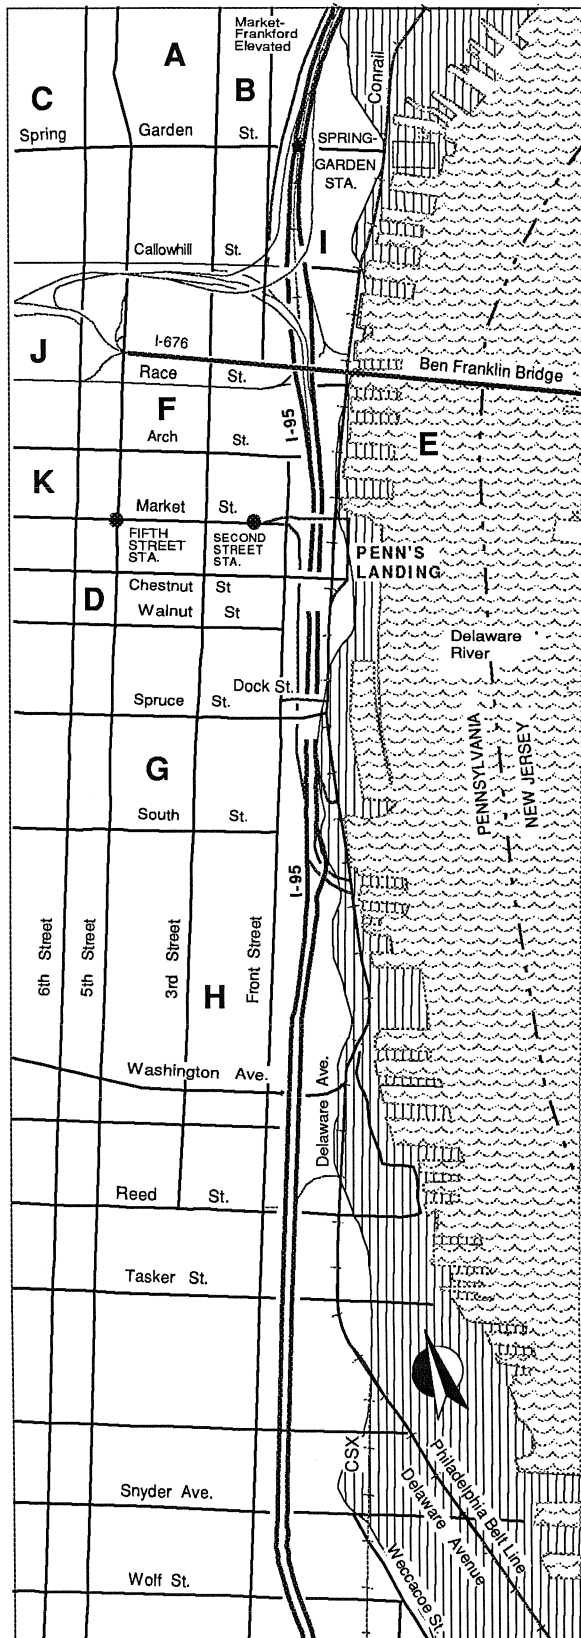 Market-
Frankford
Elevated
A
B
C
Conrail
Spring Garden St.
SPRING-
GARDEN
STA.
I
Callowhill St.
J
I-676
Ben Franklin Bridge
Race St.
F
I-95
E
Arch St.
K
Market St.
FIFTH
STREET
STA.
SECOND
STREET
STA.
PENN'S
LANDING
Chestnut St
D
Walnut St
Delaware
River
Dock St.
Spruce St.
PENNSYLVANIA
NEW JERSEY
G
South St.
I-95
6th Street
5th Street
3rd Street
Front Street
H
Washington Ave.
Delaware Ave.
Reed St.
Tasker St.
CSX
Philadelphia Belt Line
Delaware Avenue
Snyder Ave.
Weccacoe St.
Wolf St.